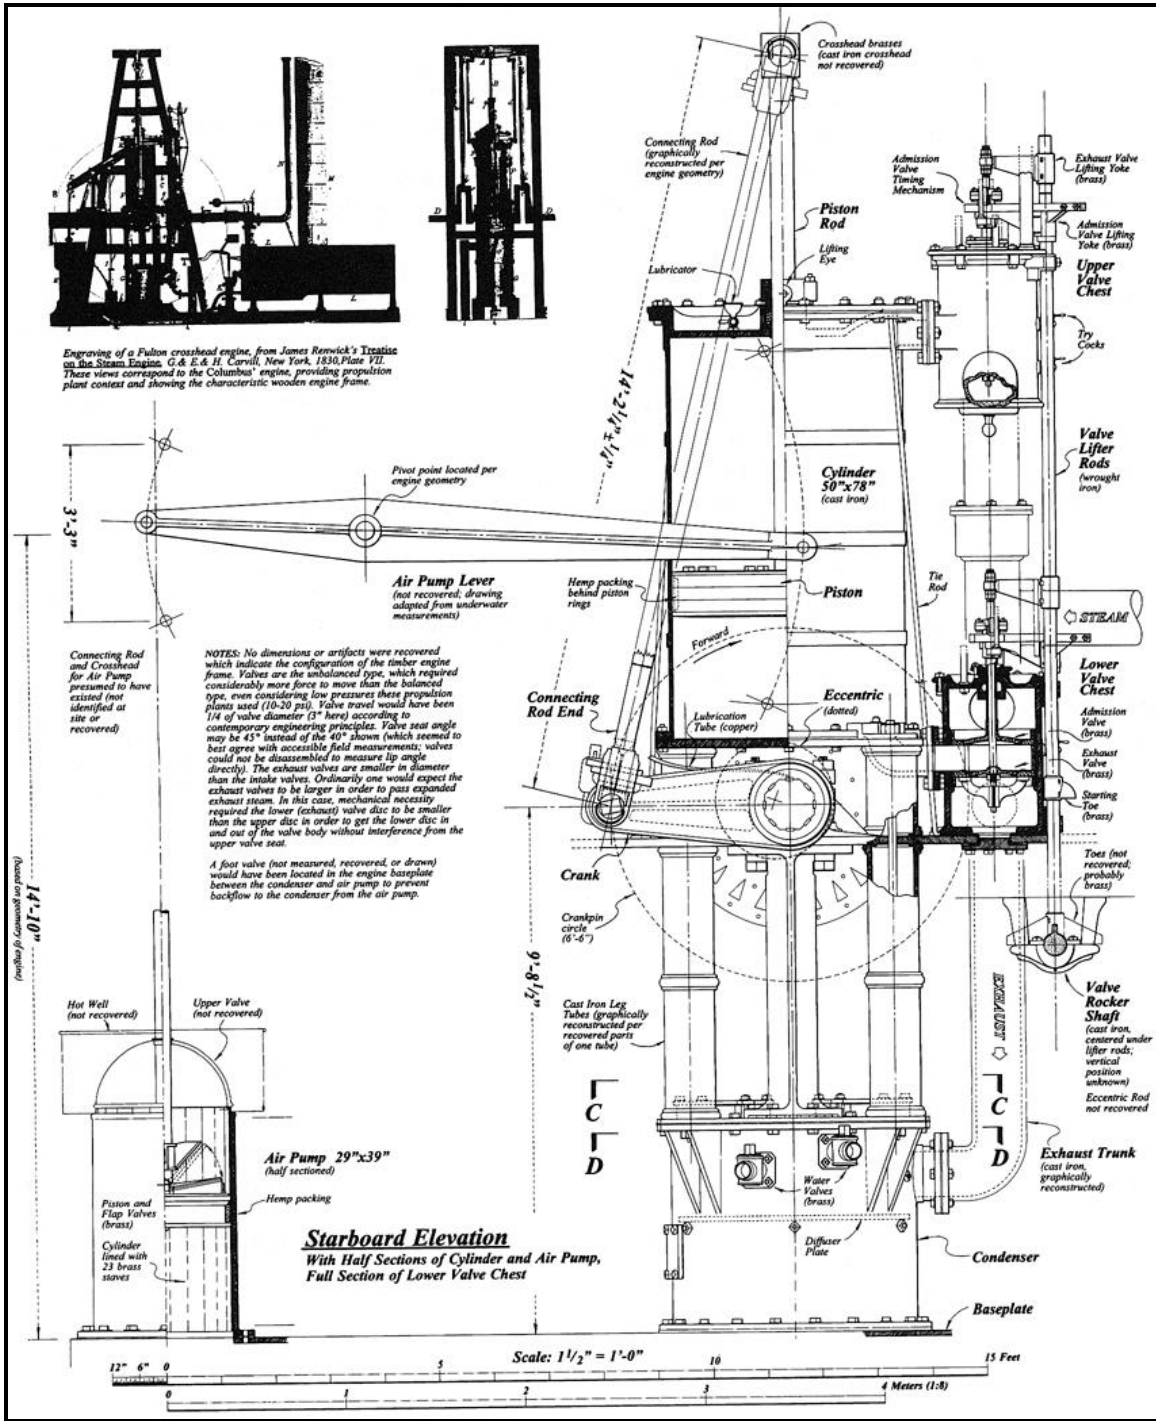 Engraving of a Fulton crosshead engine, from James Renwick's Treatise
on the Steam Engine, G.& E.& H. Carvill, New York, 1830, Plate VII.
These views correspond to the Columbus' engine, providing propulsion
plant context and showing the characteristic wooden engine frame.
D
D
Crosshead brasses
(cast iron crosshead
not recovered)
Connecting Rod
(graphically
reconstructed per
engine geometry)
Piston
Rod
Lifting
Eye
Lubricator
Admission
Valve
Timing
Mechanism
Exhaust Valve
Lifting Yoke
(brass)
Admission
Valve Lifting
Yoke (brass)
Upper
Valve
Chest
Try
Cocks
Valve
Lifter
Rods
(wrought
iron)
14'-2¼" ±¼"
Cylinder
50"x78"
(cast iron)
Pivot point located per
engine geometry
3'-3"
Air Pump Lever
(not recovered; drawing
adapted from underwater
measurements)
Hemp packing
behind piston
rings
Piston
Tie
Rod
STEAM
Forward
Connecting Rod
and Crosshead
for Air Pump
presumed to have
existed (not
identified at
site or
recovered)
NOTES: No dimensions or artifacts were recovered
which indicate the configuration of the timber engine
frame. Valves are the unbalanced type, which required
considerably more force to move than the balanced
type, even considering low pressures these propulsion
plants used (10-20 psi). Valve travel would have been
1/4 of valve diameter (3" here) according to
contemporary engineering principles. Valve seat angle
may be 45° instead of the 40° shown (which seemed to
best agree with accessible field measurements; valves
could not be disassembled to measure lip angle
directly). The exhaust valves are smaller in diameter
than the intake valves. Ordinarily one would expect the
exhaust valves to be larger in order to pass expanded
exhaust steam. In this case, mechanical necessity
required the lower (exhaust) valve disc to be smaller
than the upper disc in order to get the lower disc in
and out of the valve body without interference from the
upper valve seat.
A foot valve (not measured, recovered, or drawn)
would have been located in the engine baseplate
between the condenser and air pump to prevent
backflow to the condenser from the air pump.
Connecting
Rod End
Lubrication
Tube (copper)
Eccentric
(dotted)
Lower
Valve
Chest
Admission
Valve
(brass)
Exhaust
Valve
(brass)
Starting
Toe
(brass)
Toes (not
recovered;
probably
brass)
Crank
Crankpin
circle
(6'-6")
14'-10"
(based on geometry of engine)
9'-8½"
Cast Iron Leg
Tubes (graphically
reconstructed per
recovered parts
of one tube)
EXHAUST
Valve
Rocker
Shaft
(cast iron,
centered under
lifter rods;
vertical
position
unknown)
Eccentric Rod
not recovered
Hot Well
(not recovered)
Upper Valve
(not recovered)
C
C
D
D
Exhaust Trunk
(cast iron,
graphically
reconstructed)
Air Pump 29"x39"
(half sectioned)
Hemp packing
Piston and
Flap Valves
(brass)
Cylinder
lined with
23 brass
staves
Water
Valves
(brass)
Diffuser
Plate
Condenser
Baseplate
Starboard Elevation
With Half Sections of Cylinder and Air Pump,
Full Section of Lower Valve Chest
Scale: 1 1/2" = 1'-0"
12" 6" 0 5 10 15 Feet
0 1 2 3 4 Meters (1:8)